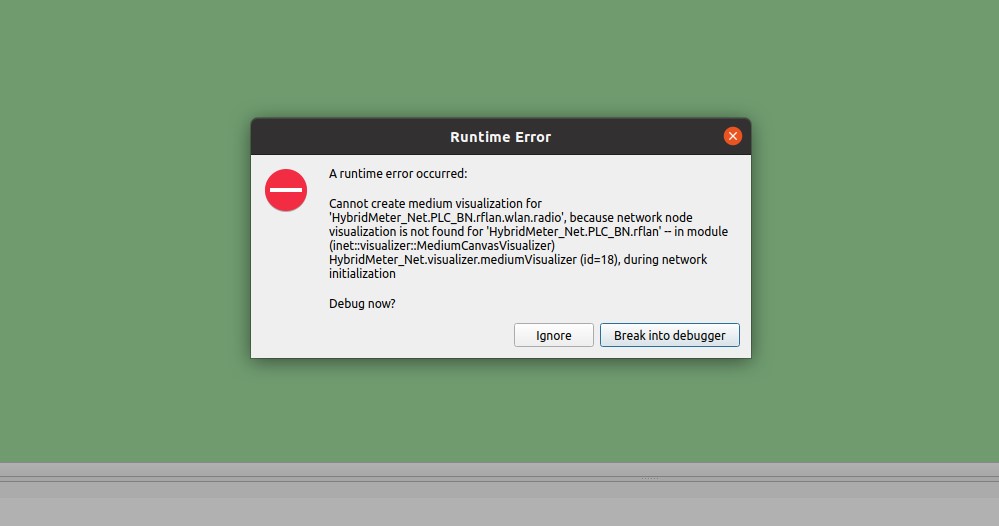 Runtime Error
A runtime error occurred:
Cannot create medium visualization for
'HybridMeter_Net.PLC_BN.rflan.wlan.radio', because network node
visualization is not found for 'HybridMeter_Net.PLC_BN.rflan' -- in module
(inet::visualizer::MediumCanvasVisualizer)
HybridMeter_Net.visualizer.mediumVisualizer (id=18), during network
initialization
Debug now?
Ignore
Break into debugger